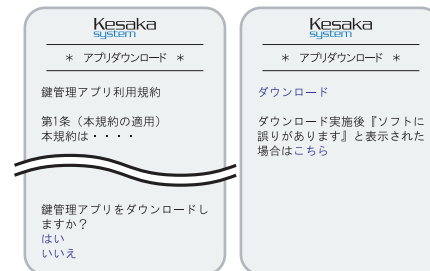 Kesaka
system
* アプリダウンロード *
鍵管理アプリ利用規約
第1条（本規約の適用）
本規約は・・・・
鍵管理アプリをダウンロードし
ますか？
はい
いいえ
Kesaka
system
* アプリダウンロード *
ダウンロード
ダウンロード実施後『ソフトに
誤りがあります』と表示された
場合はこちら